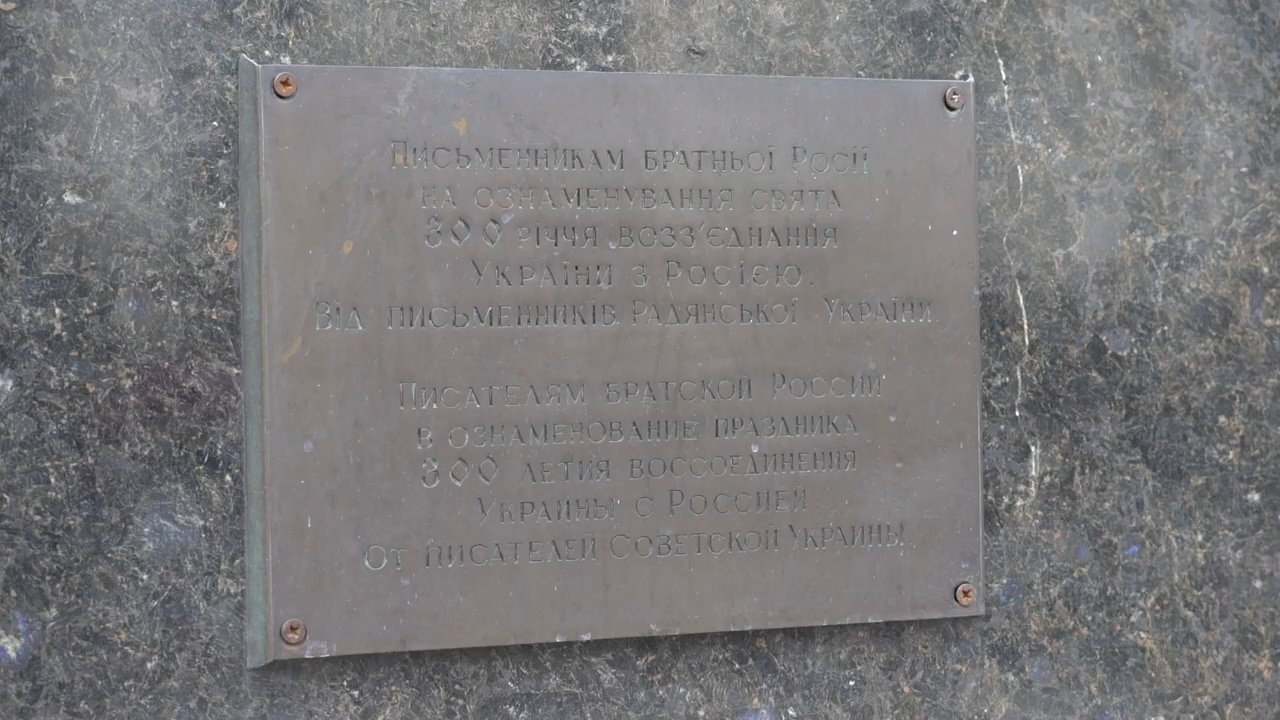 Письменникам братньої Росії
на ознаменування свята
300 річчя возз'єднання
України з Росією.
Від письменників Радянської України.
Писателям братской России
в ознаменование праздника
300 летия воссоединения
Украины с Россией
От писателей Советской Украины.